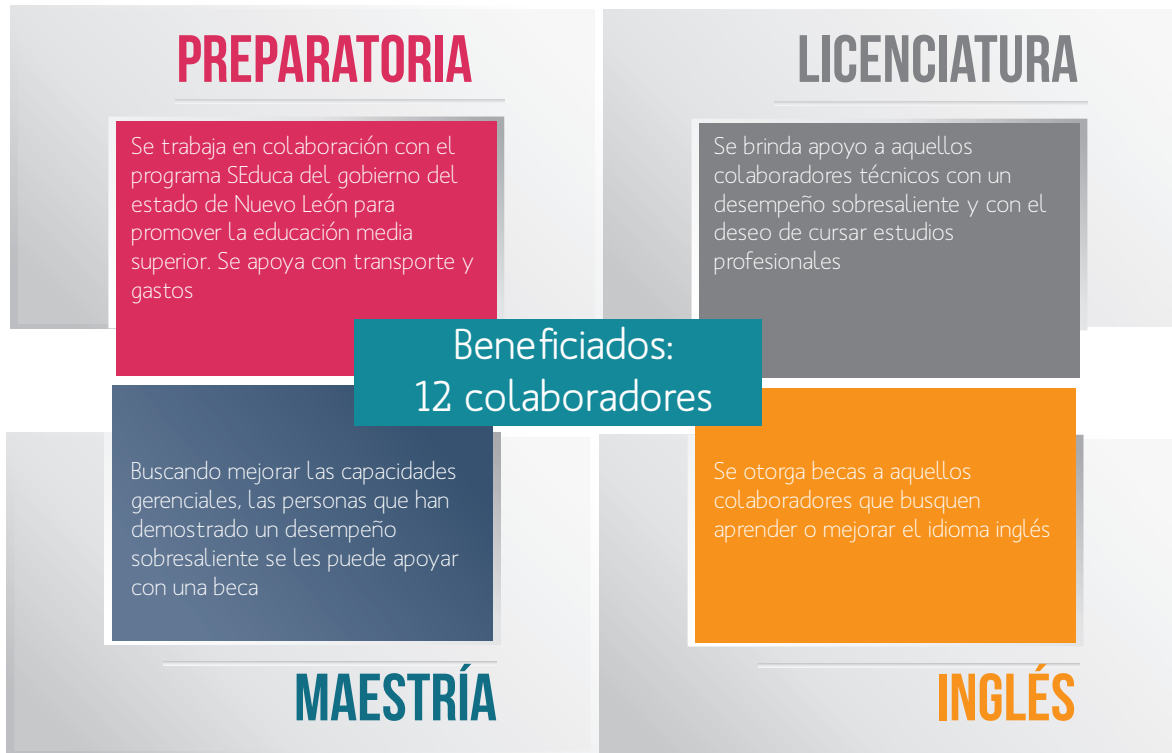 PREPARATORIA
Se trabaja en colaboración con el
programa SEduca del gobierno del
estado de Nuevo León para
promover la educación media
superior. Se apoya con transporte y
gastos
LICENCIATURA
Se brinda apoyo a aquellos
colaboradores técnicos con un
desempeño sobresaliente y con el
deseo de cursar estudios
profesionales
Beneficiados:
12 colaboradores
Buscando mejorar las capacidades
gerenciales, las personas que han
demostrado un desempeño
sobresaliente se les puede apoyar
con una beca
MAESTRÍA
Se otorga becas a aquellos
colaboradores que busquen
aprender o mejorar el idioma inglés
INGLÉS